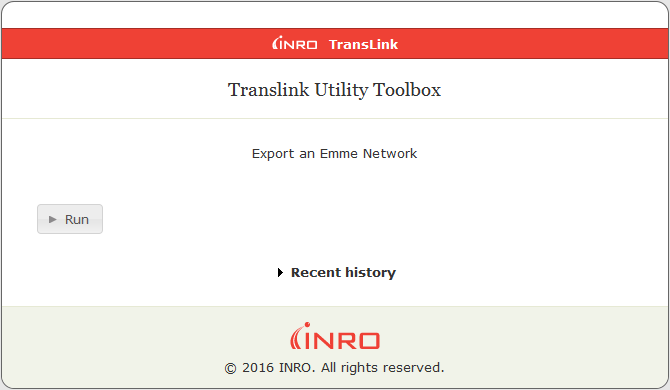 INRO TransLink
Translink Utility Toolbox
Export an Emme Network
Run
Recent history
INRO
© 2016 INRO. All rights reserved.